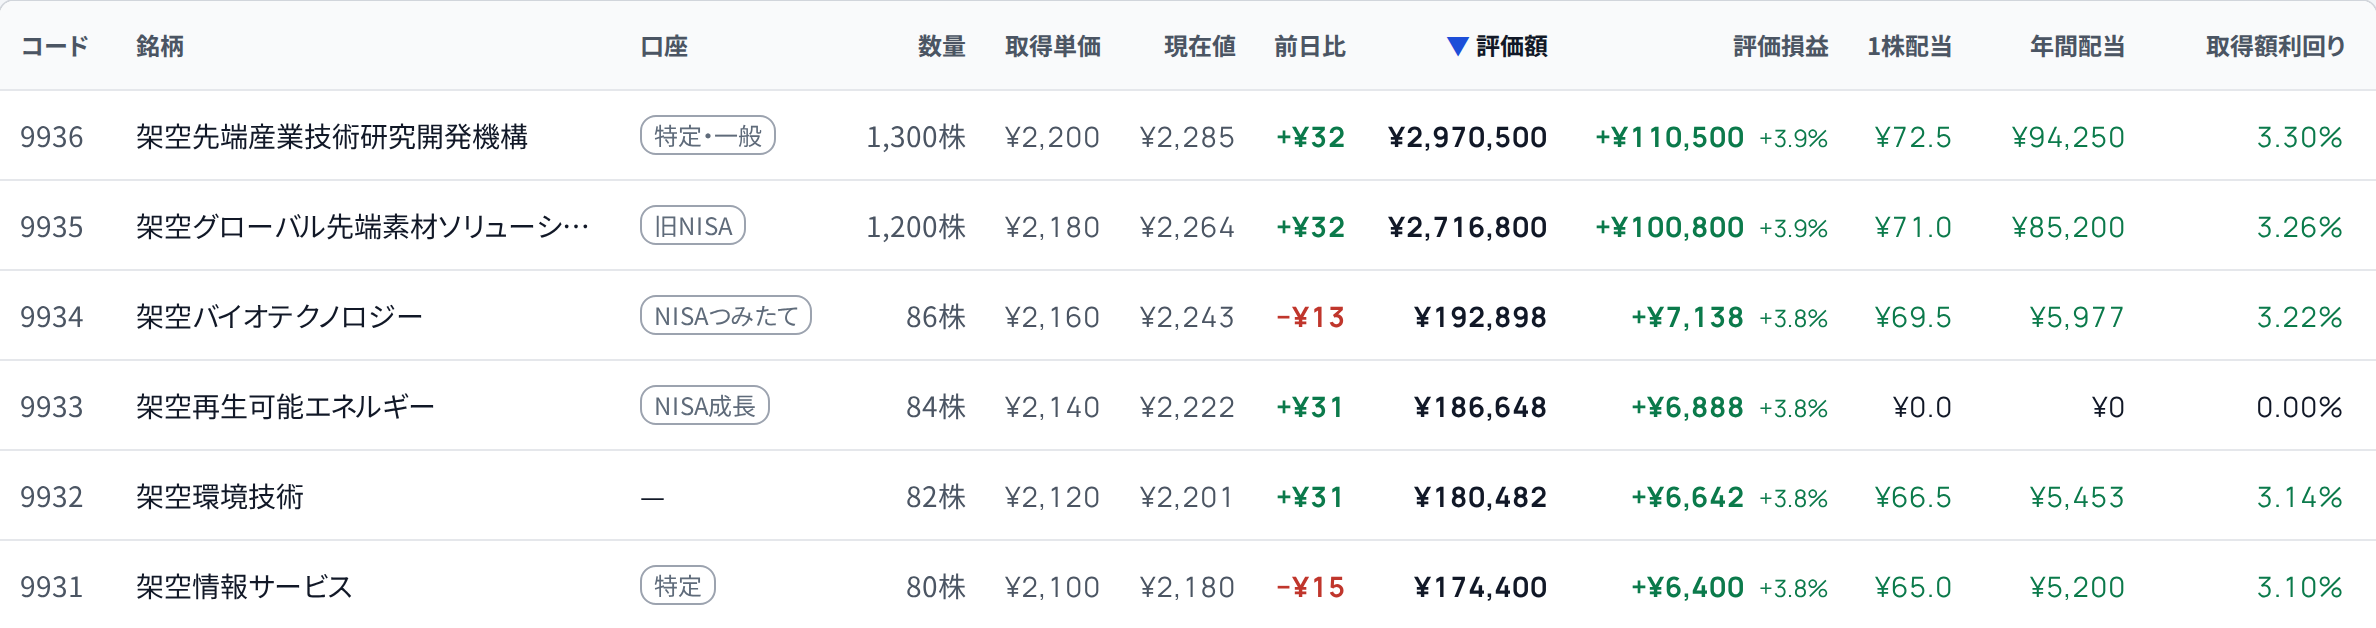 コード 銘柄 口座 数量 取得単価 現在値 前日比 ▼評価額 評価損益 1株配当 年間配当 取得額利回り
9936 架空先端産業技術研究開発機構 特定・一般 1,300株 ¥2,200 ¥2,285 +¥32 ¥2,970,500 +¥110,500 +3.9% ¥72.5 ¥94,250 3.30%
9935 架空グローバル先端素材ソリューシ… 旧NISA 1,200株 ¥2,180 ¥2,264 +¥32 ¥2,716,800 +¥100,800 +3.9% ¥71.0 ¥85,200 3.26%
9934 架空バイオテクノロジー NISAつみたて 86株 ¥2,160 ¥2,243 −¥13 ¥192,898 +¥7,138 +3.8% ¥69.5 ¥5,977 3.22%
9933 架空再生可能エネルギー NISA成長 84株 ¥2,140 ¥2,222 +¥31 ¥186,648 +¥6,888 +3.8% ¥0.0 ¥0 0.00%
9932 架空環境技術 — 82株 ¥2,120 ¥2,201 +¥31 ¥180,482 +¥6,642 +3.8% ¥66.5 ¥5,453 3.14%
9931 架空情報サービス 特定 80株 ¥2,100 ¥2,180 −¥15 ¥174,400 +¥6,400 +3.8% ¥65.0 ¥5,200 3.10%